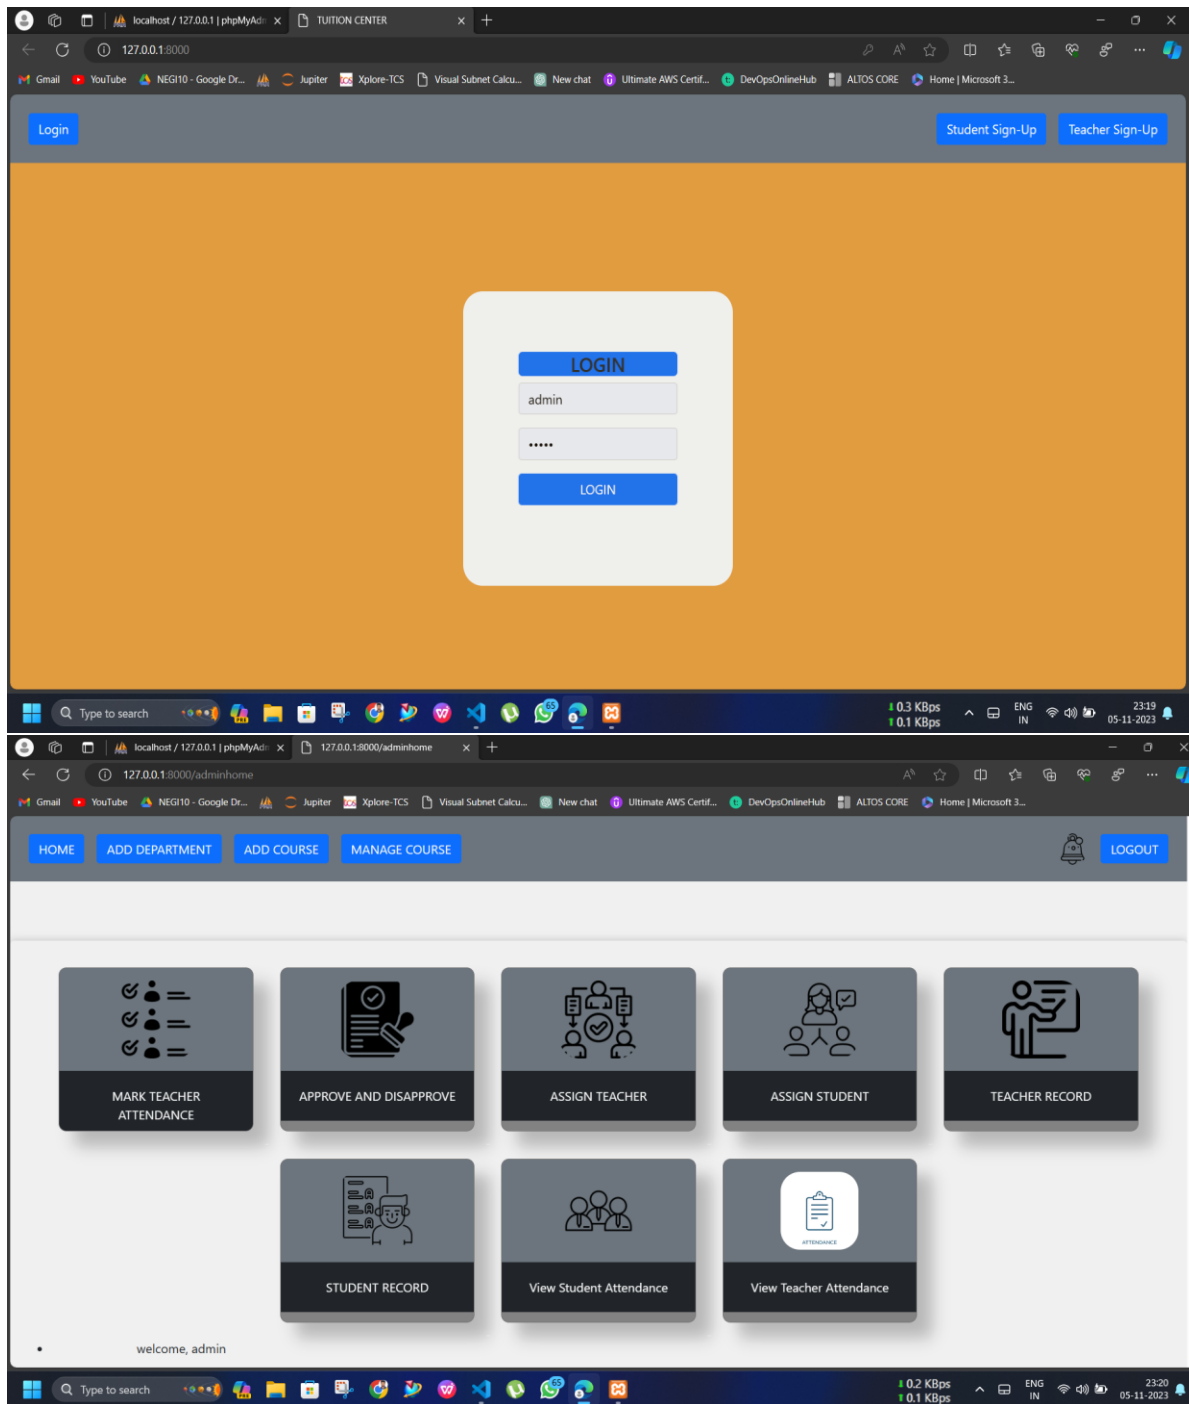 localhost / 127.0.0.1 | phpMyAdm
TUITION CENTER
127.0.0.1:8000
Gmail YouTube NEGI10 - Google Dr... Jupiter Xplore-TCS Visual Subnet Calcu... New chat Ultimate AWS Certif... DevOpsOnlineHub ALTOS CORE Home | Microsoft 3...
Login Student Sign-Up Teacher Sign-Up
LOGIN
admin
LOGIN
Type to search 65 0.3 KBps ENG 23:19
0.1 KBps IN 05-11-2023
localhost / 127.0.0.1 | phpMyAdm
127.0.0.1:8000/adminhome
127.0.0.1:8000/adminhome
Gmail YouTube NEGI10 - Google Dr... Jupiter Xplore-TCS Visual Subnet Calcu... New chat Ultimate AWS Certif... DevOpsOnlineHub ALTOS CORE Home | Microsoft 3...
HOME ADD DEPARTMENT ADD COURSE MANAGE COURSE LOGOUT
MARK TEACHER
ATTENDANCE
APPROVE AND DISAPPROVE
ASSIGN TEACHER
ASSIGN STUDENT
TEACHER RECORD
ATTENDANCE
STUDENT RECORD
View Student Attendance
View Teacher Attendance
welcome, admin
Type to search 65 0.2 KBps ENG 23:20
0.1 KBps IN 05-11-2023